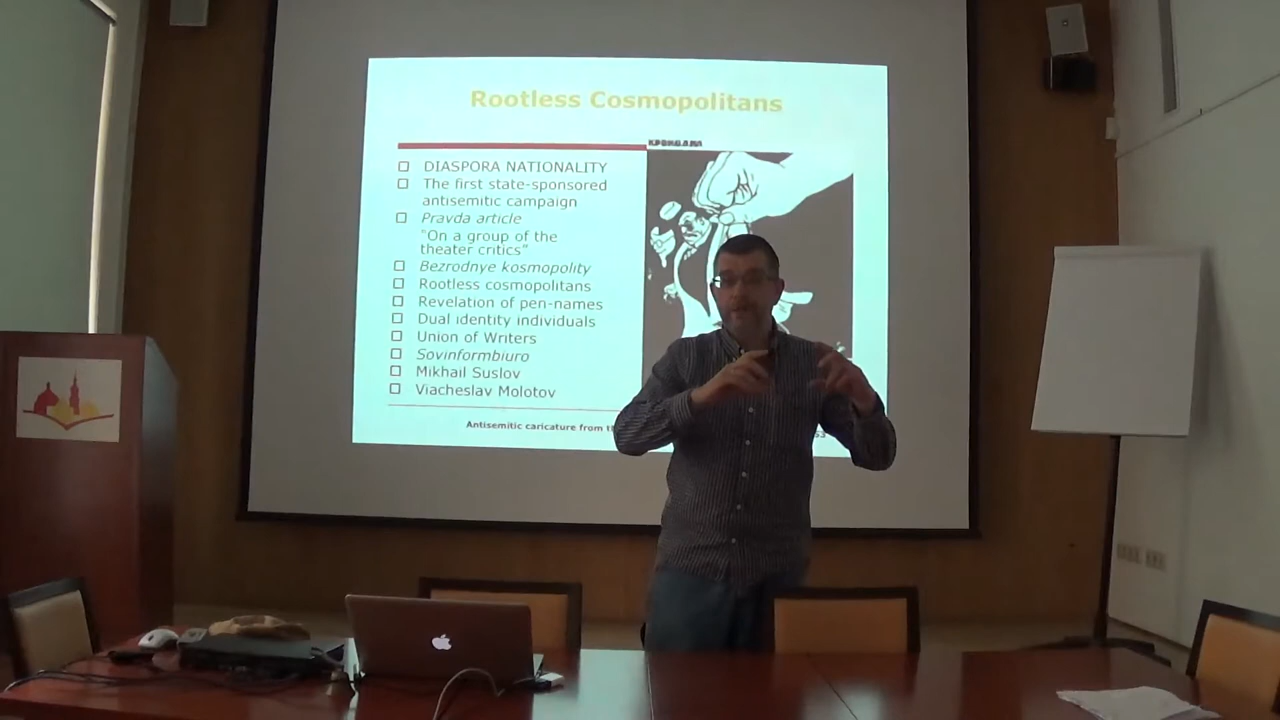 Rootless Cosmopolitans
DIASPORA NATIONALITY
The first state-sponsored
antisemitic campaign
Pravda article
"On a group of the
theater critics"
Bezrodnye kosmopolity
Rootless cosmopolitans
Revelation of pen-names
Dual identity individuals
Union of Writers
Sovinformbiuro
Mikhail Suslov
Viacheslav Molotov
Antisemitic caricature from